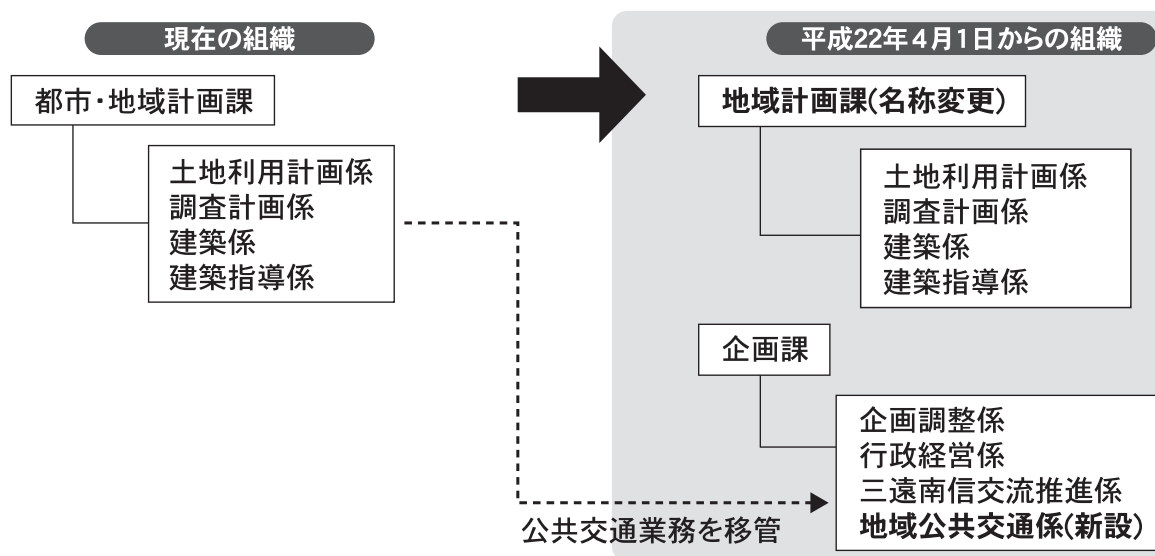 現在の組織
都市・地域計画課
土地利用計画係
調査計画係
建築係
建築指導係
平成22年4月1日からの組織
地域計画課(名称変更)
土地利用計画係
調査計画係
建築係
建築指導係
企画課
企画調整係
行政経営係
三遠南信交流推進係
地域公共交通係(新設)
公共交通業務を移管